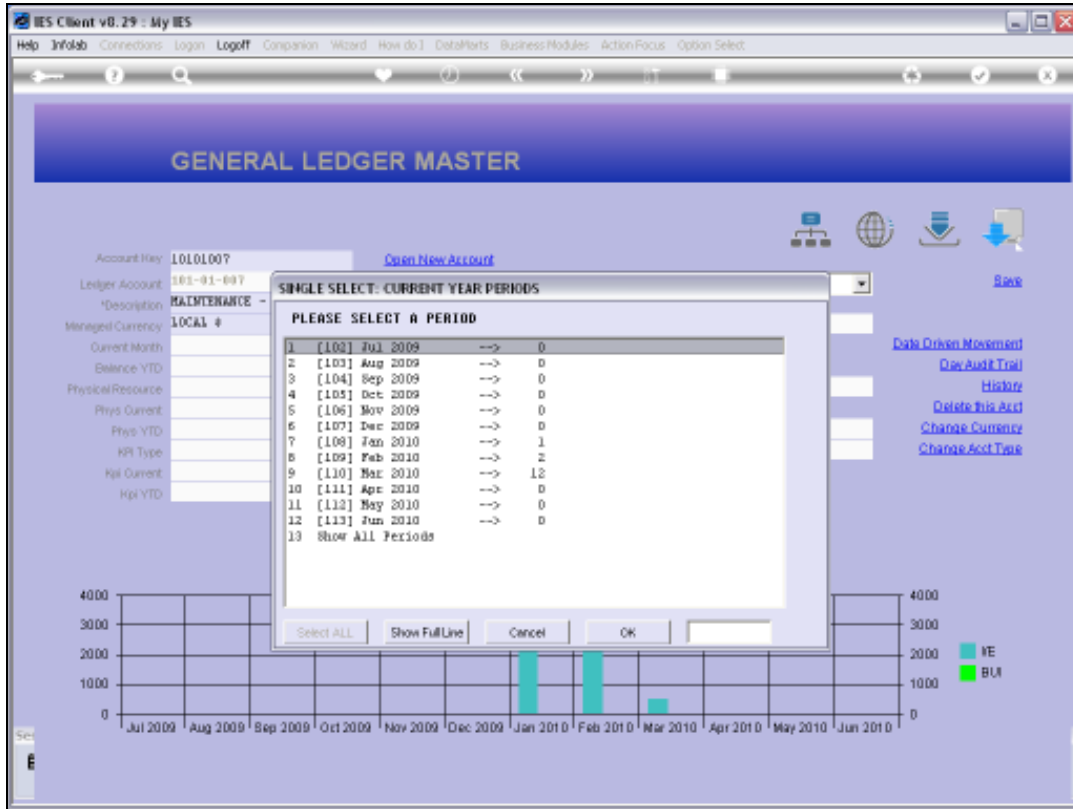 IES Client v8.29 : My IES
Help Infolab Connections Logon Logoff Companion Wizard How do I DataMarts Business Modules Action Focus Option Select
GENERAL LEDGER MASTER
Account Key 10101007 Open New Account
Ledger Account 101-01-007 Save
*Description MAINTENANCE -
Managed Currency LOCAL #
Current Month Date Driven Movement
Balance YTD Day Audit Trail
Physical Resource History
Phys Current Delete this Acct
Phys YTD Change Currency
KPI Type Change Acct Type
Kpi Current
Kpi YTD
SINGLE SELECT: CURRENT YEAR PERIODS
PLEASE SELECT A PERIOD
1 [102] Jul 2009 --> 0
2 [103] Aug 2009 --> 0
3 [104] Sep 2009 --> 0
4 [105] Oct 2009 --> 0
5 [106] Nov 2009 --> 0
6 [107] Dec 2009 --> 0
7 [108] Jan 2010 --> 1
8 [109] Feb 2010 --> 2
9 [110] Mar 2010 --> 12
10 [111] Apr 2010 --> 0
11 [112] May 2010 --> 0
12 [113] Jun 2010 --> 0
13 Show All Periods
Select ALL Show Full Line Cancel OK
4000 4000
3000 3000
2000 2000
1000 1000
0 0
I/E
BUI
Jul 2009 Aug 2009 Sep 2009 Oct 2009 Nov 2009 Dec 2009 Jan 2010 Feb 2010 Mar 2010 Apr 2010 May 2010 Jun 2010